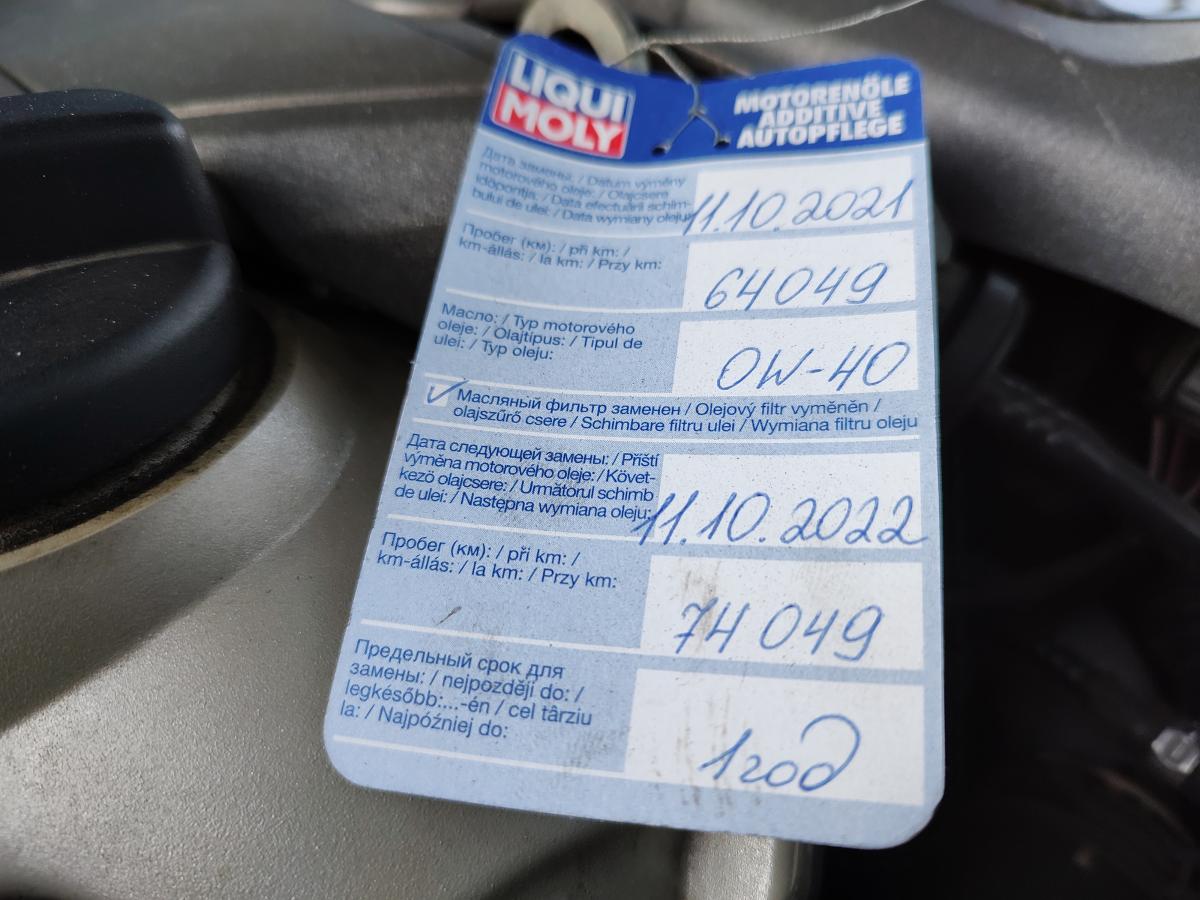 LIQUI
MOLY
MOTORENÖLE
ADDITIVE
AUTOPFLEGE
Дата замены: / Datum výměny
motorového oleje: / Olajcsere
időpontja: / Data efectuării schim-
bului de ulei: / Data wymiany oleju:
11.10.2021
Пробег (км): / při km: /
km-állás: / la km: / Przy km:
64049
Масло: / Typ motorového
oleje: / Olajtípus: / Tipul de
ulei: / Typ oleju:
0W-40
✓ Масляный фильтр заменен / Olejový filtr vyměněn /
olajszűrő csere / Schimbare filtru ulei / Wymiana filtru oleju
Дата следующей замены: / Příští
výměna motorového oleje: / Követ-
kező olajcsere: / Următorul schimb
de ulei: / Następna wymiana oleju:
11.10.2022
Пробег (км): / při km: /
km-állás: / la km: / Przy km:
74049
Предельный срок для
замены: / nejpozději do: /
legkésőbb:...-én / cel târziu
la: / Najpóźniej do:
1 год